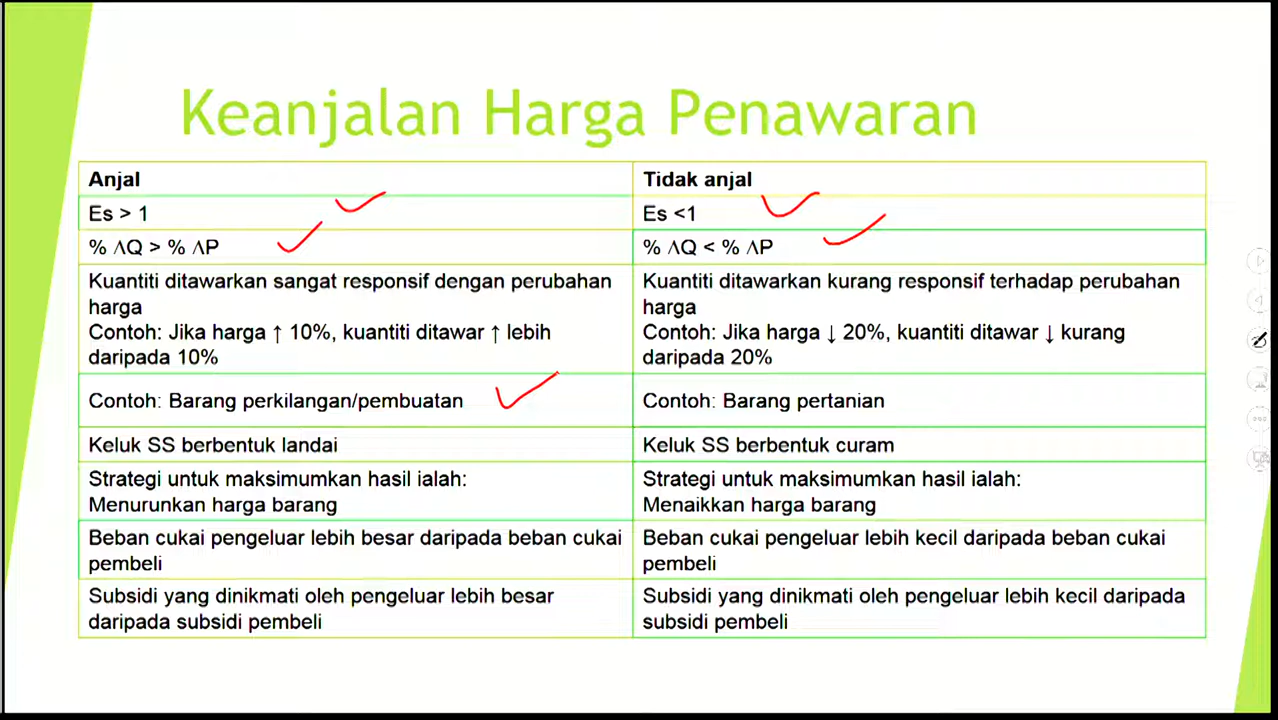 Keanjalan Harga Penawaran
Anjal
Tidak anjal
Es > 1
Es <1
% ΛQ > % ΛP
% ΛQ < % ΛP
Kuantiti ditawarkan sangat responsif dengan perubahan
harga
Contoh: Jika harga ↑ 10%, kuantiti ditawar ↑ lebih
daripada 10%
Kuantiti ditawarkan kurang responsif terhadap perubahan
harga
Contoh: Jika harga ↓ 20%, kuantiti ditawar ↓ kurang
daripada 20%
Contoh: Barang perkilangan/pembuatan
Contoh: Barang pertanian
Keluk SS berbentuk landai
Keluk SS berbentuk curam
Strategi untuk maksimumkan hasil ialah:
Menurunkan harga barang
Strategi untuk maksimumkan hasil ialah:
Menaikkan harga barang
Beban cukai pengeluar lebih besar daripada beban cukai
pembeli
Beban cukai pengeluar lebih kecil daripada beban cukai
pembeli
Subsidi yang dinikmati oleh pengeluar lebih besar
daripada subsidi pembeli
Subsidi yang dinikmati oleh pengeluar lebih kecil daripada
subsidi pembeli